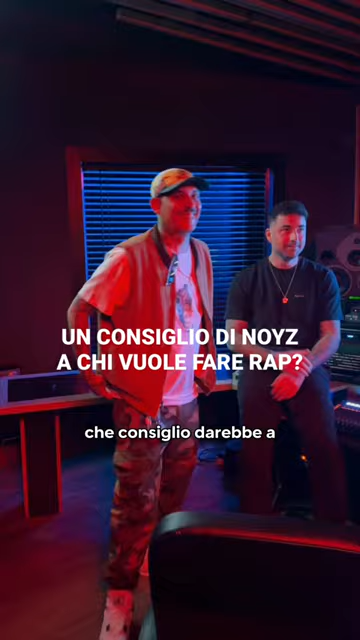 UN CONSIGLIO DI NOYZ
A CHI VUOLE FARE RAP?
che consiglio darebbe a